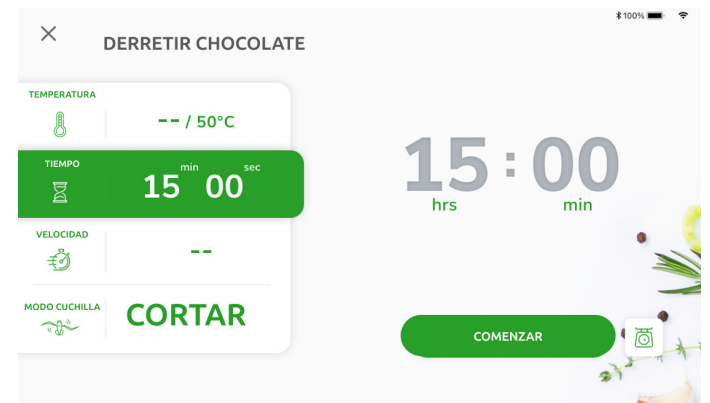 100%
DERRETIR CHOCOLATE
TEMPERATURA
-- / 50°C
TIEMPO
min sec
15 00
15:00
hrs min
VELOCIDAD
--
MODO CUCHILLA
CORTAR
COMENZAR